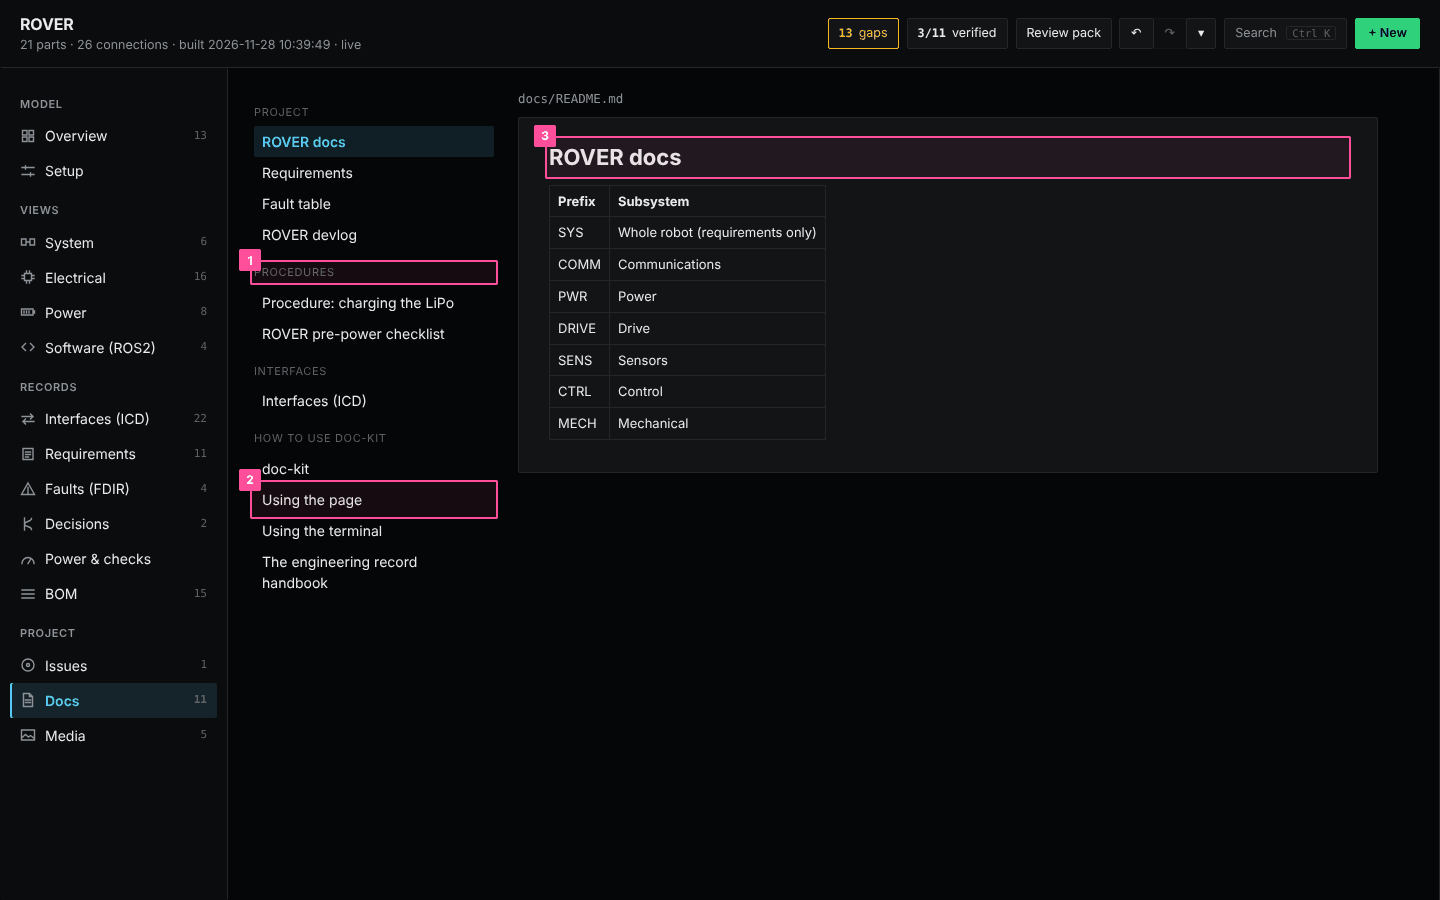 ROVER
21 parts · 26 connections · built 2026-11-28 10:39:49 · live
13 gaps
3/11 verified
Review pack
Search Ctrl K
+ New
MODEL
Overview 13
Setup
VIEWS
System 6
Electrical 16
Power 8
Software (ROS2) 4
RECORDS
Interfaces (ICD) 22
Requirements 11
Faults (FDIR) 4
Decisions 2
Power & checks
BOM 15
PROJECT
Issues 1
Docs 11
Media 5
PROJECT
ROVER docs
Requirements
Fault table
ROVER devlog
1
PROCEDURES
Procedure: charging the LiPo
ROVER pre-power checklist
INTERFACES
Interfaces (ICD)
HOW TO USE DOC-KIT
doc-kit
2
Using the page
Using the terminal
The engineering record
handbook
docs/README.md
3
ROVER docs
Prefix Subsystem
SYS Whole robot (requirements only)
COMM Communications
PWR Power
DRIVE Drive
SENS Sensors
CTRL Control
MECH Mechanical